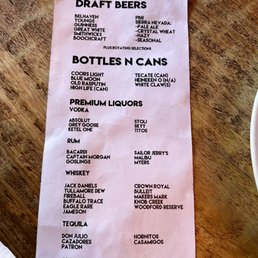 DRAFT BEERS
BELHAVEN
YOUNGS
GUINNESS
GREAT WHITE
SMITHWICKS
BOOCHCRAFT
PBR
SIERRA NEVADA:
-PALE ALE
-CRYSTAL WHEAT
-HAZY
-SEASONAL
PLUS ROTATING SELECTIONS
BOTTLES N CANS
COORS LIGHT
BLUE MOON
OLD RASPUTIN
HIGH LIFE (CAN)
TECATE (CAN)
HEINEKEN 0 (N/A)
WHITE CLAW(S)
PREMIUM LIQUORS
VODKA
ABSOLUT
GREY GOOSE
KETEL ONE
STOLI
SKYY
TITOS
RUM
BACARDI
CAPTAIN MORGAN
GOSLINGS
SAILOR JERRY'S
MALIBU
MYERS
WHISKEY
JACK DANIELS
TULLAMORE DEW
FIREBALL
BUFFALO TRACE
EAGLE RARE
JAMESON
CROWN ROYAL
BULLEIT
MAKERS MARK
KNOB CREEK
WOODFORD RESERVE
TEQUILA
DON JULIO
CAZADORES
PATRON
HORNITOS
CASAMIGOS